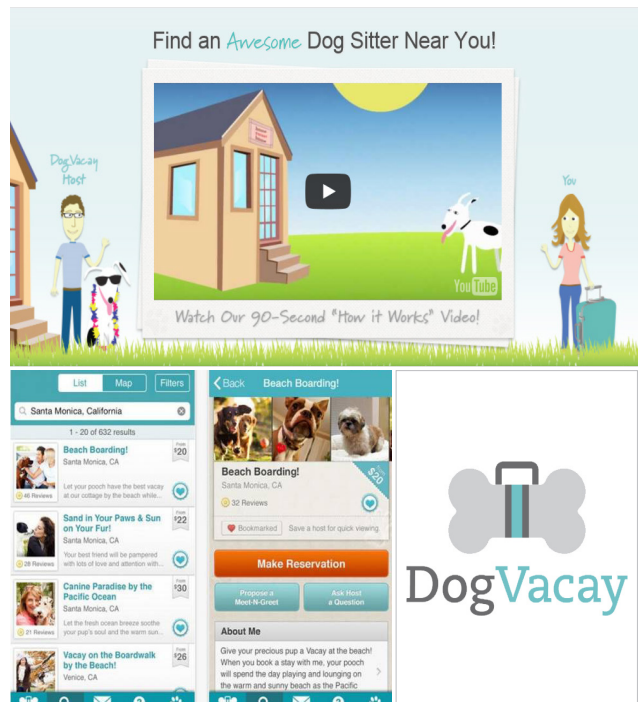 Find an Awesome Dog Sitter Near You!
DogVacay
Host
You
YouTube
Watch Our 90-Second "How it Works" Video!
List Map Filters
Santa Monica, California
1 - 20 of 632 results
Beach Boarding!
From
$20
Santa Monica, CA
Let your pooch have the best vacay
at our cottage by the beach while...
46 Reviews
Sand in Your Paws & Sun
on Your Fur!
From
$22
Santa Monica, CA
Your best friend will be pampered
with lots of love and attention with...
28 Reviews
Canine Paradise by the
Pacific Ocean
From
$30
Santa Monica, CA
Let the fresh ocean breeze soothe
your pup's soul and the warm sun...
21 Reviews
Vacay on the Boardwalk
by the Beach!
From
$26
Venice, CA
Back Beach Boarding!
Beach Boarding!
From
$20
Santa Monica, CA
32 Reviews
Bookmarked Save a host for quick viewing
Make Reservation
Propose a
Meet-N-Greet
Ask Host
a Question
About Me
Give your precious pup a Vacay at the beach!
When you book a stay with me, your pooch
will spend the day playing and lounging on
the warm and sunny beach as the Pacific
DogVacay